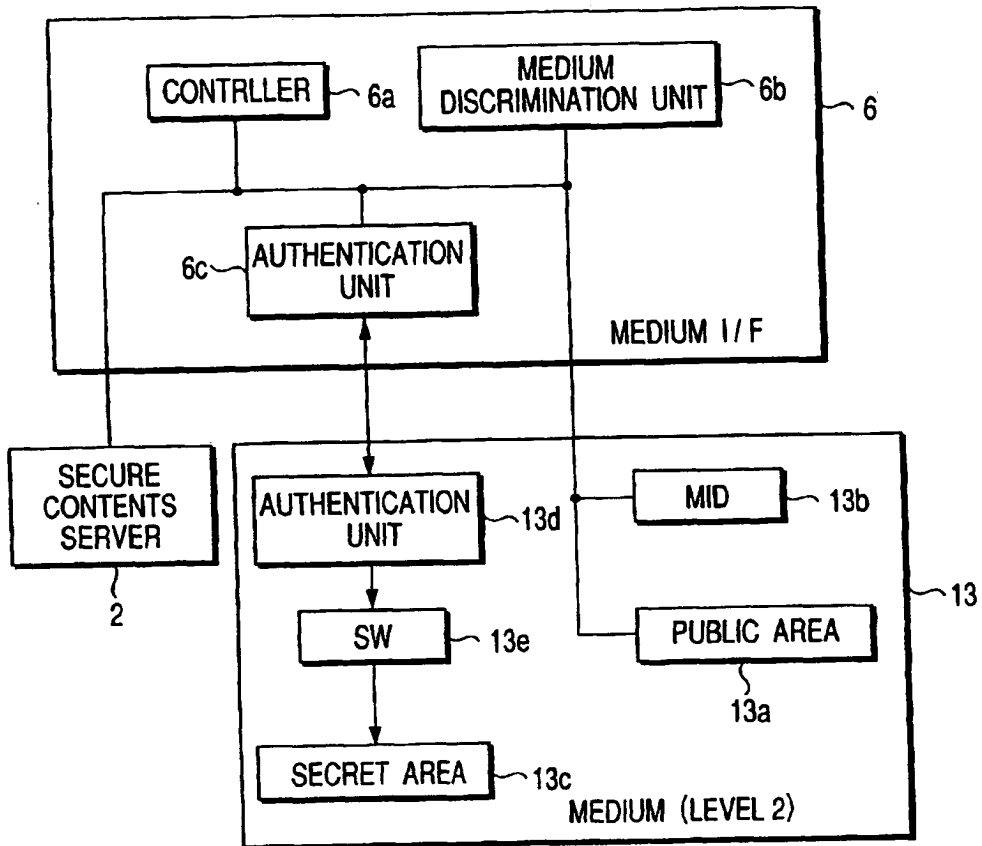 CONTRLLER
6a
MEDIUM
DISCRIMINATION UNIT
6b
6
AUTHENTICATION
UNIT
6c
MEDIUM I/F
SECURE
CONTENTS
SERVER
2
AUTHENTICATION
UNIT
13d
MID
13b
13
SW
13e
PUBLIC AREA
13a
SECRET AREA
13c
MEDIUM (LEVEL 2)